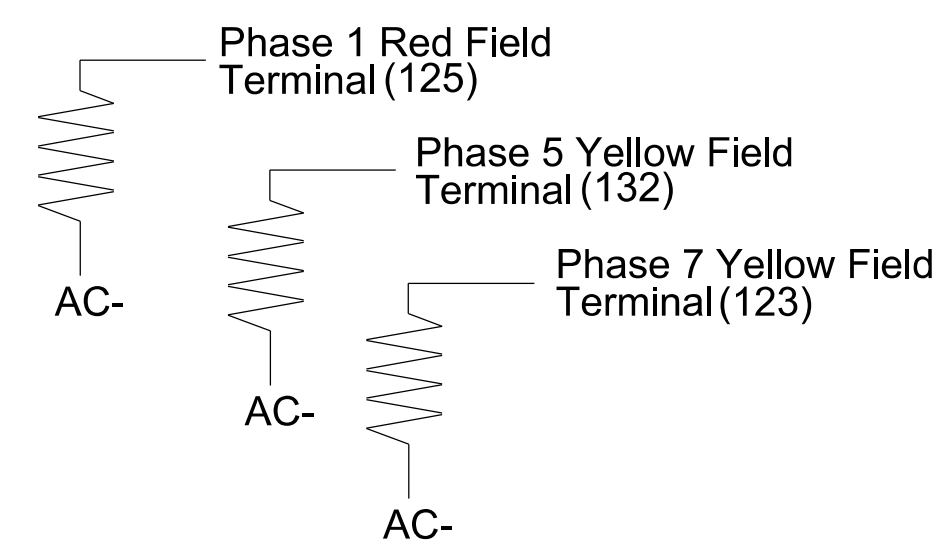 Phase 1 Red Field
Terminal (125)
Phase 5 Yellow Field
Terminal (132)
AC-
Phase 7 Yellow Field
Terminal (123)
AC-
AC-